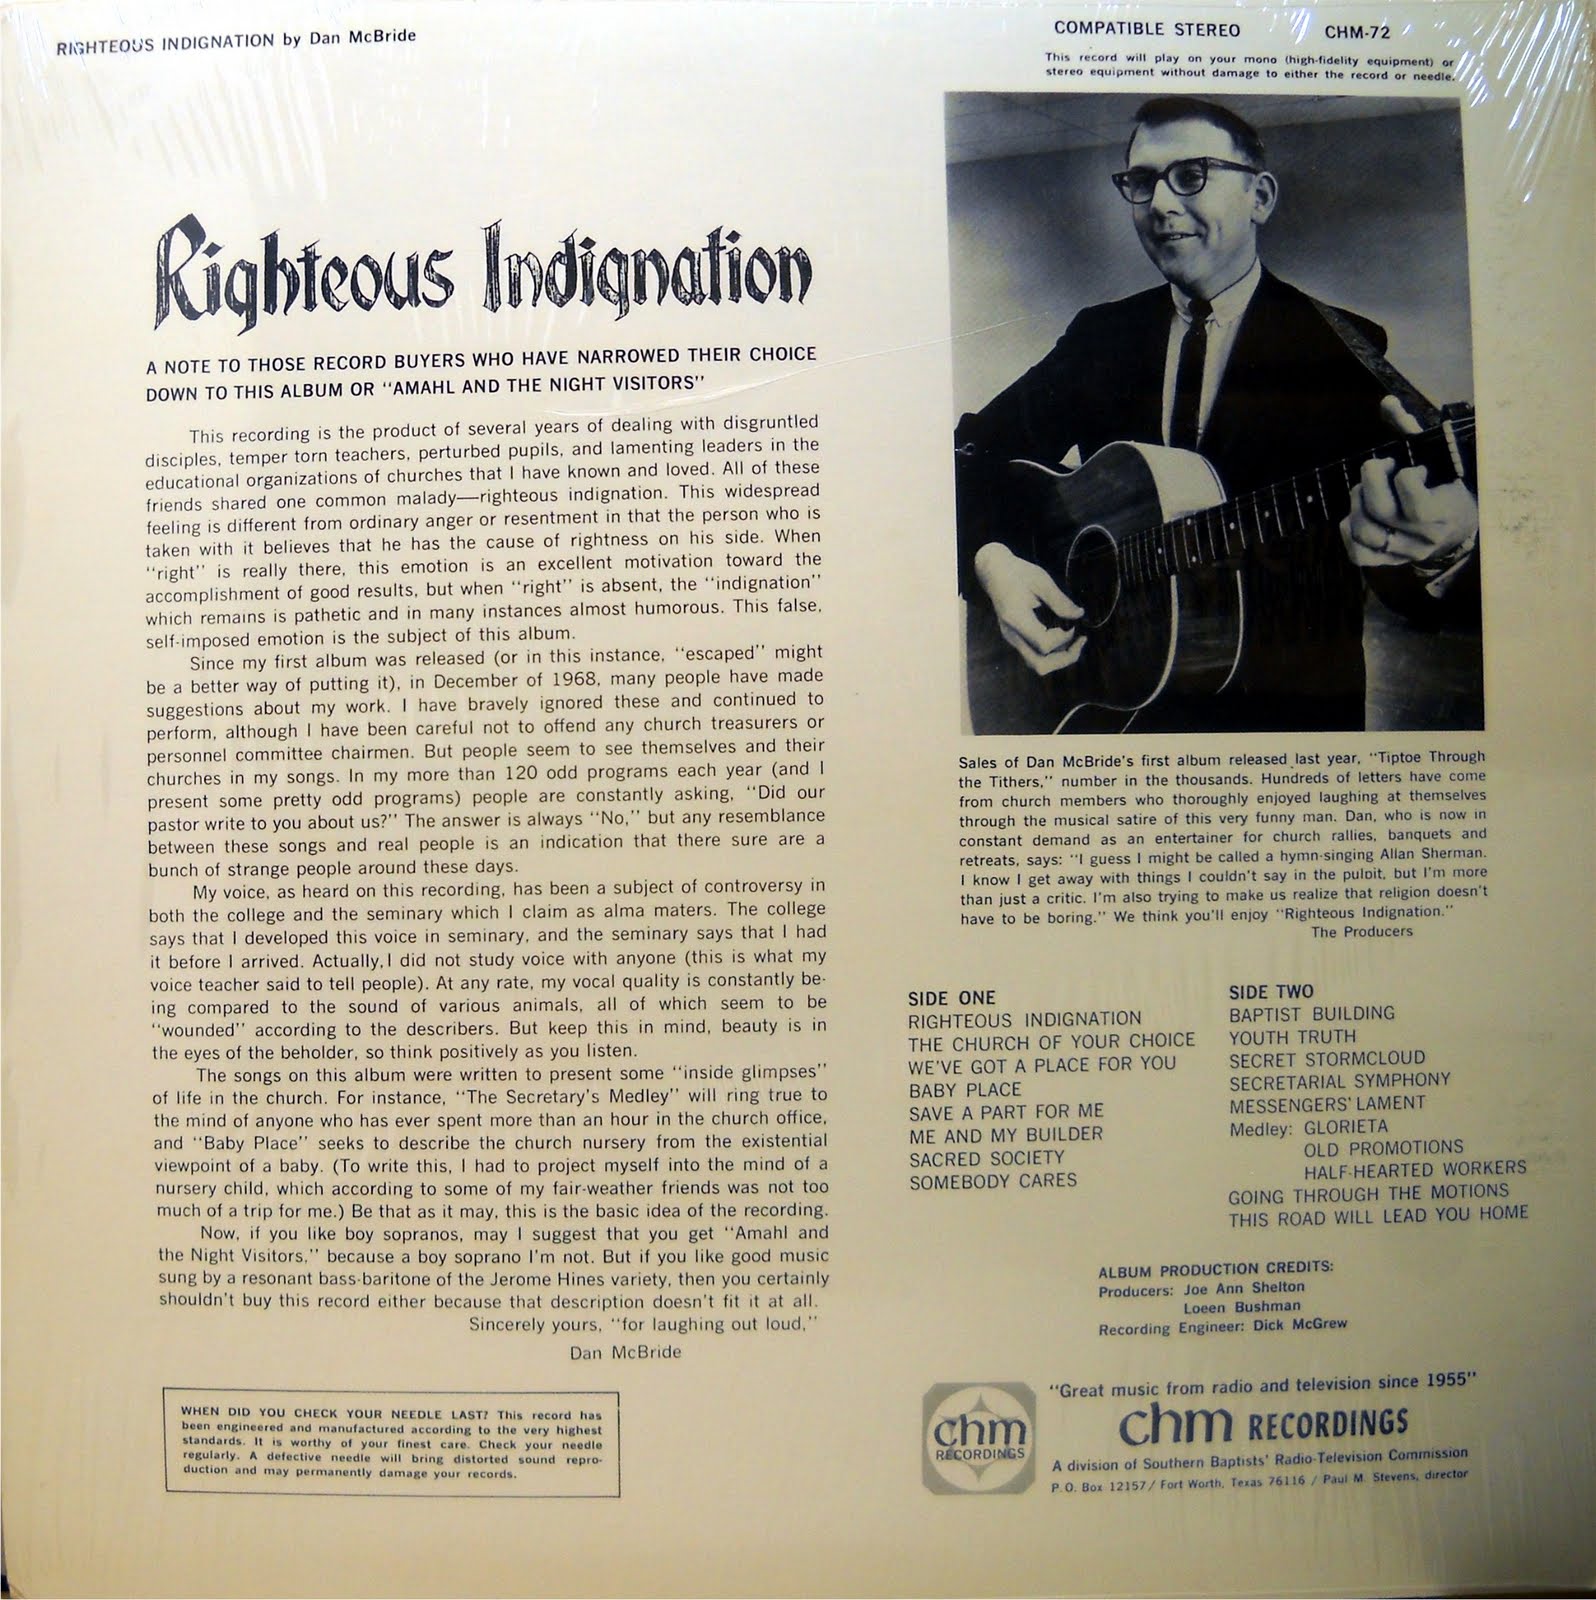 RIGHTEOUS INDIGNATION by Dan McBride
COMPATIBLE STEREO CHM-72
This record will play on your mono (high-fidelity equipment) or
stereo equipment without damage to either the record or needle.
Righteous Indignation
A NOTE TO THOSE RECORD BUYERS WHO HAVE NARROWED THEIR CHOICE
DOWN TO THIS ALBUM OR "AMAHL AND THE NIGHT VISITORS"
This recording is the product of several years of dealing with disgruntled
disciples, temper torn teachers, perturbed pupils, and lamenting leaders in the
educational organizations of churches that I have known and loved. All of these
friends shared one common malady—righteous indignation. This widespread
feeling is different from ordinary anger or resentment in that the person who is
taken with it believes that he has the cause of rightness on his side. When
"right" is really there, this emotion is an excellent motivation toward the
accomplishment of good results, but when "right" is absent, the "indignation"
which remains is pathetic and in many instances almost humorous. This false,
self-imposed emotion is the subject of this album.
Since my first album was released (or in this instance, "escaped" might
be a better way of putting it), in December of 1968, many people have made
suggestions about my work. I have bravely ignored these and continued to
perform, although I have been careful not to offend any church treasurers or
personnel committee chairmen. But people seem to see themselves and their
churches in my songs. In my more than 120 odd programs each year (and I
present some pretty odd programs) people are constantly asking, "Did our
pastor write to you about us?" The answer is always "No," but any resemblance
between these songs and real people is an indication that there sure are a
bunch of strange people around these days.
My voice, as heard on this recording, has been a subject of controversy in
both the college and the seminary which I claim as alma maters. The college
says that I developed this voice in seminary, and the seminary says that I had
it before I arrived. Actually, I did not study voice with anyone (this is what my
voice teacher said to tell people). At any rate, my vocal quality is constantly be-
ing compared to the sound of various animals, all of which seem to be
"wounded" according to the describers. But keep this in mind, beauty is in
the eyes of the beholder, so think positively as you listen.
The songs on this album were written to present some "inside glimpses"
of life in the church. For instance, "The Secretary's Medley" will ring true to
the mind of anyone who has ever spent more than an hour in the church office,
and "Baby Place" seeks to describe the church nursery from the existential
viewpoint of a baby. (To write this, I had to project myself into the mind of a
nursery child, which according to some of my fair-weather friends was not too
much of a trip for me.) Be that as it may, this is the basic idea of the recording.
Now, if you like boy sopranos, may I suggest that you get "Amahl and
the Night Visitors," because a boy soprano I'm not. But if you like good music
sung by a resonant bass-baritone of the Jerome Hines variety, then you certainly
shouldn't buy this record either because that description doesn't fit it at all.
Sincerely yours, "for laughing out loud,"
Dan McBride
WHEN DID YOU CHECK YOUR NEEDLE LAST? This record has
been engineered and manufactured according to the very highest
standards. It is worthy of your finest care. Check your needle
regularly. A defective needle will bring distorted sound repro-
duction and may permanently damage your records.
Sales of Dan McBride's first album released last year, "Tiptoe Through
the Tithers," number in the thousands. Hundreds of letters have come
from church members who thoroughly enjoyed laughing at themselves
through the musical satire of this very funny man. Dan, who is now in
constant demand as an entertainer for church rallies, banquets and
retreats, says: "I guess I might be called a hymn-singing Allan Sherman.
I know I get away with things I couldn't say in the pulpit, but I'm more
than just a critic. I'm also trying to make us realize that religion doesn't
have to be boring." We think you'll enjoy "Righteous Indignation."
The Producers
SIDE ONE
RIGHTEOUS INDIGNATION
THE CHURCH OF YOUR CHOICE
WE'VE GOT A PLACE FOR YOU
BABY PLACE
SAVE A PART FOR ME
ME AND MY BUILDER
SACRED SOCIETY
SOMEBODY CARES
SIDE TWO
BAPTIST BUILDING
YOUTH TRUTH
SECRET STORMCLOUD
SECRETARIAL SYMPHONY
MESSENGERS' LAMENT
Medley: GLORIETA
OLD PROMOTIONS
HALF-HEARTED WORKERS
GOING THROUGH THE MOTIONS
THIS ROAD WILL LEAD YOU HOME
ALBUM PRODUCTION CREDITS:
Producers: Joe Ann Shelton
Loeen Bushman
Recording Engineer: Dick McGrew
chm
RECORDINGS
"Great music from radio and television since 1955"
chm RECORDINGS
A division of Southern Baptists' Radio-Television Commission
P.O. Box 12157 / Fort Worth, Texas 76116 / Paul M. Stevens, director